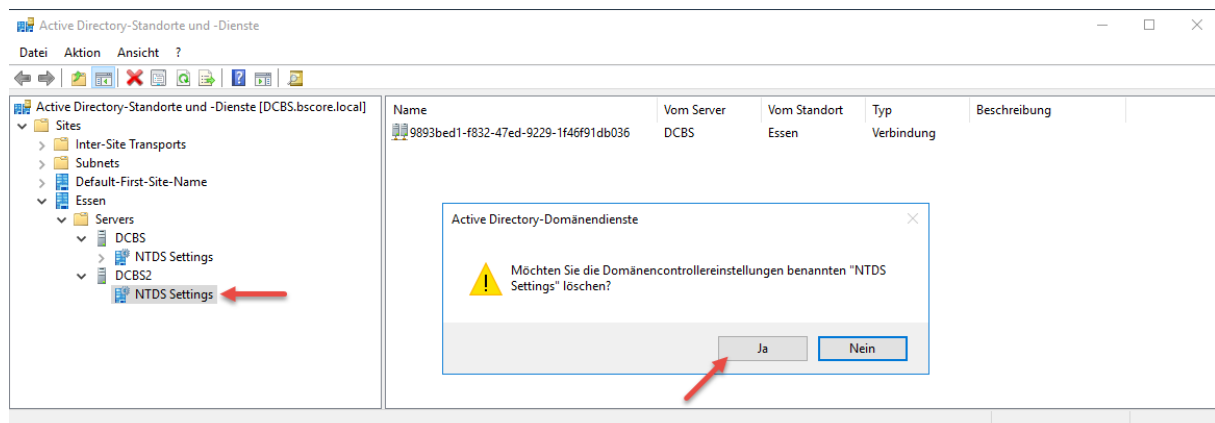 Active Directory-Standorte und -Dienste
Datei Aktion Ansicht ?
Active Directory-Standorte und -Dienste [DCBS.bscore.local]
Sites
Inter-Site Transports
Subnets
Default-First-Site-Name
Essen
Servers
DCBS
NTDS Settings
DCBS2
NTDS Settings
Name Vom Server Vom Standort Typ Beschreibung
9893bed1-f832-47ed-9229-1f46f91db036 DCBS Essen Verbindung
Active Directory-Domänendienste
Möchten Sie die Domänencontrollereinstellungen benannten "NTDS
Settings" löschen?
Ja Nein